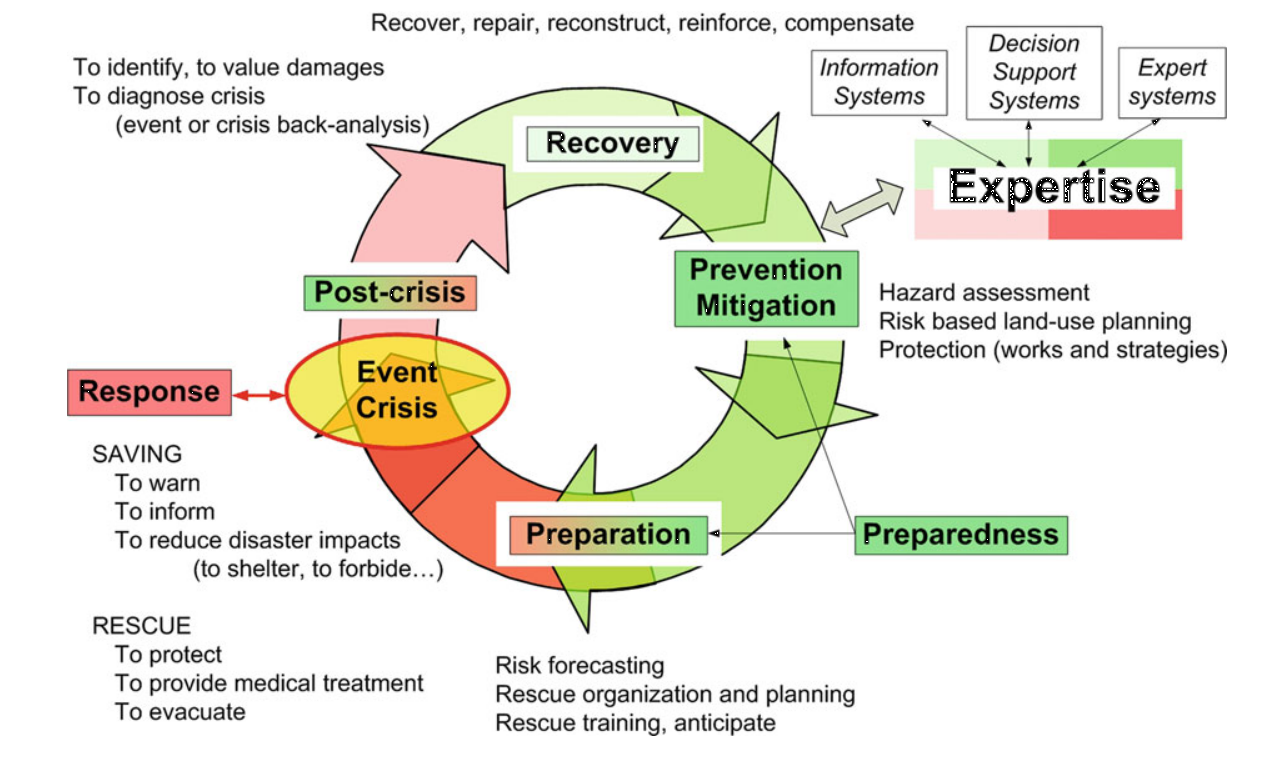 Recover, repair, reconstruct, reinforce, compensate
To identify, to value damages
To diagnose crisis
(event or crisis back-analysis)
Information
Systems
Decision
Support
Systems
Expert
systems
Recovery
Expertise
Prevention
Mitigation
Hazard assessment
Risk based land-use planning
Protection (works and strategies)
Post-crisis
Event
Crisis
Response
SAVING
To warn
To inform
To reduce disaster impacts
(to shelter, to forbide…)
RESCUE
To protect
To provide medical treatment
To evacuate
Preparation
Preparedness
Risk forecasting
Rescue organization and planning
Rescue training, anticipate